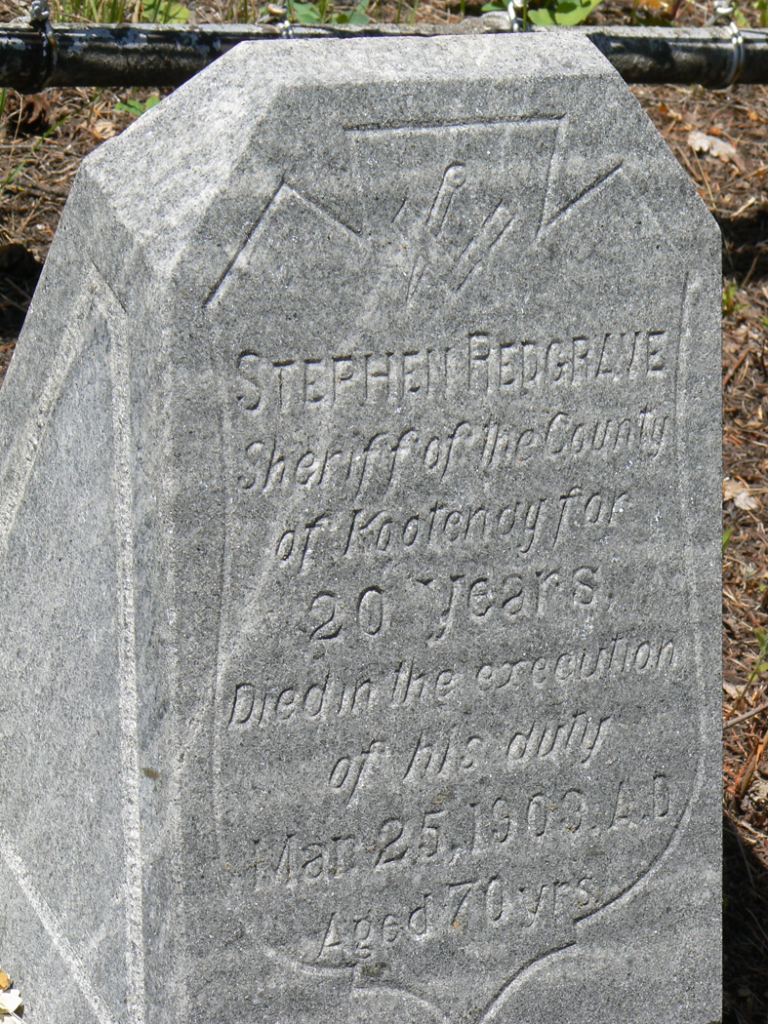 STEPHEN REDGRAVE
Sheriff of the County
of Kootenay for
20 Years.
Died in the execution
of his duty
Mar 25, 1903. A.D.
Aged 70 yrs.